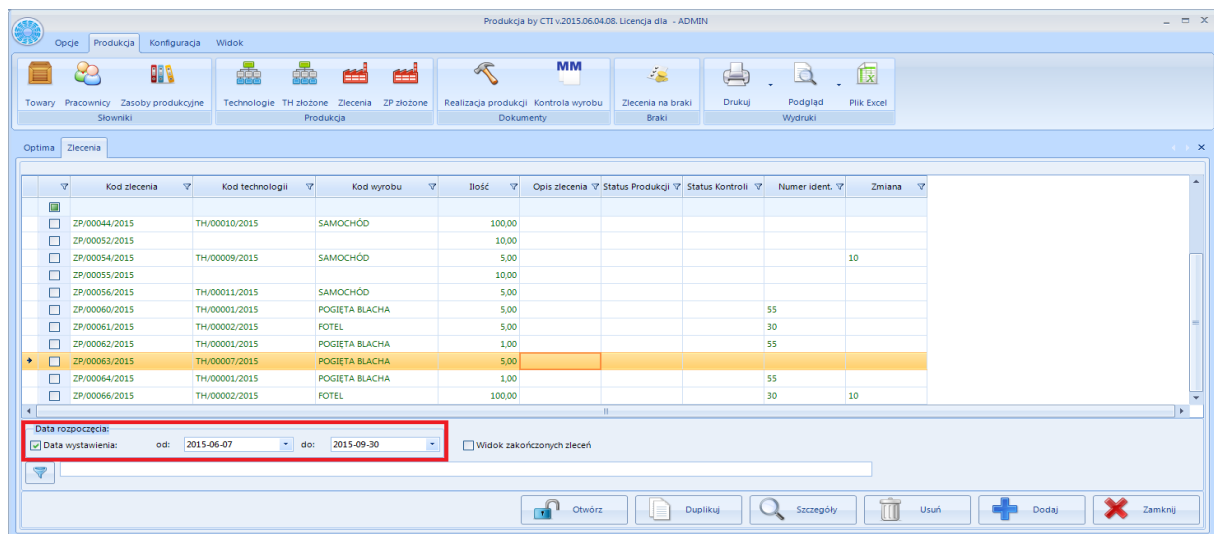 Produkcja by CTI v.2015.06.04.08. Licencja dla - ADMIN
Opcje Produkcja Konfiguracja Widok
MM
Towary Pracownicy Zasoby produkcyjne Technologie TH złożone Zlecenia ZP złożone Realizacja produkcji Kontrola wyrobu Zlecenia na braki Drukuj Podgląd Plik Excel
Słowniki Produkcja Dokumenty Braki Wydruki
Optima Zlecenia
Kod zlecenia Kod technologii Kod wyrobu Ilość Opis zlecenia Status Produkcji Status Kontroli Numer ident. Zmiana
ZP/00044/2015 TH/00010/2015 SAMOCHÓD 100,00
ZP/00052/2015 10,00
ZP/00054/2015 TH/00009/2015 SAMOCHÓD 5,00 10
ZP/00055/2015 10,00
ZP/00056/2015 TH/00011/2015 SAMOCHÓD 5,00
ZP/00060/2015 TH/00001/2015 POGIĘTA BLACHA 5,00 55
ZP/00061/2015 TH/00002/2015 FOTEL 5,00 30
ZP/00062/2015 TH/00001/2015 POGIĘTA BLACHA 1,00 55
ZP/00063/2015 TH/00007/2015 POGIĘTA BLACHA 5,00
ZP/00064/2015 TH/00001/2015 POGIĘTA BLACHA 1,00 55
ZP/00066/2015 TH/00002/2015 FOTEL 100,00 30 10
Data rozpoczęcia:
Data wystawienia: od: 2015-06-07 do: 2015-09-30 Widok zakończonych zleceń
Otwórz Duplikuj Szczegóły Usuń Dodaj Zamknij